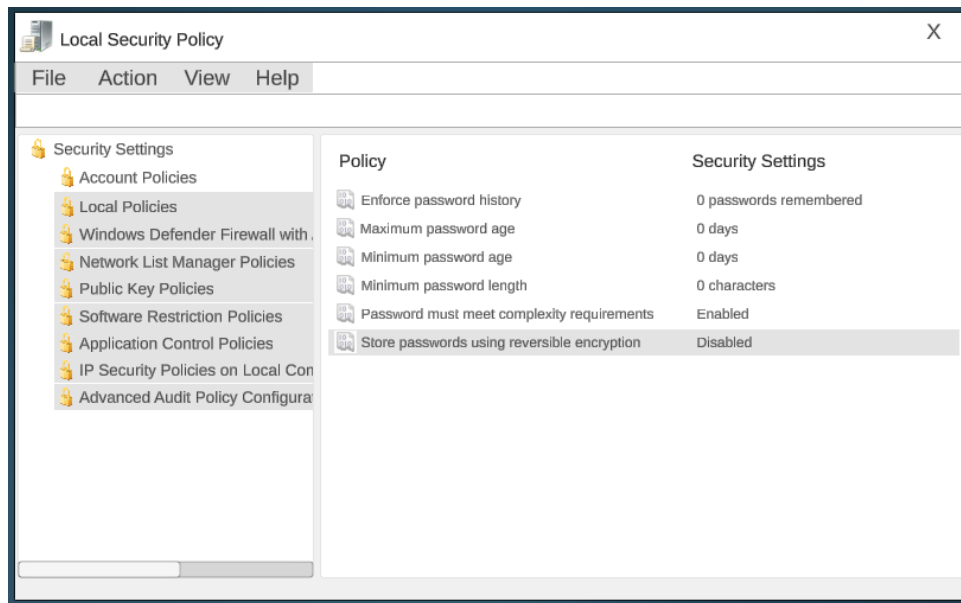 Local Security Policy X
File Action View Help
Security Settings
Account Policies
Local Policies
Windows Defender Firewall with
Network List Manager Policies
Public Key Policies
Software Restriction Policies
Application Control Policies
IP Security Policies on Local
Advanced Audit Policy
Policy Security Settings
Enforce password history 0 passwords remembered
Maximum password age 0 days
Minimum password age 0 days
Minimum password length 0 characters
Password must meet complexity requirements Enabled
Store passwords using reversible encryption Disabled